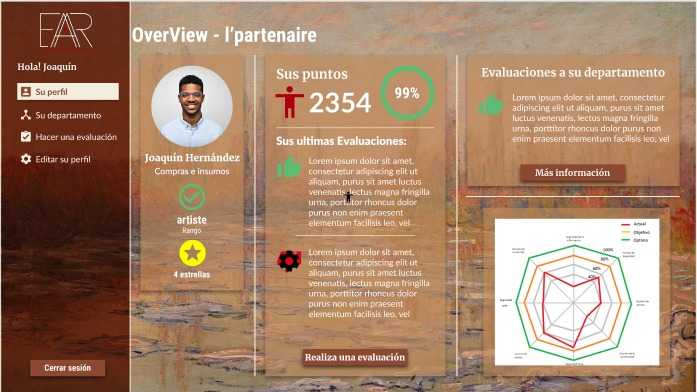 EAR
OverView - l'partenaire
Hola! Joaquín
Su perfil
Su departamento
Hacer una evaluación
Editar su perfil
Cerrar sesión
Joaquín Hernández
Compras e insumos
artiste
Rango
4 estrellas
Sus puntos
2354
99%
Sus ultimas Evaluaciones:
Lorem ipsum dolor sit amet,
consectetur adipiscing elit ut
aliquam, purus sit amet luctus
venenatis, lectus magna fringilla
urna, porttitor rhoncus dolor
purus non enim praesent
elementum facilisis leo, vel
Lorem ipsum dolor sit amet,
consectetur adipiscing elit ut
aliquam, purus sit amet luctus
venenatis, lectus magna fringilla
urna, porttitor rhoncus dolor
purus non enim praesent
elementum facilisis leo, vel
Realiza una evaluación
Evaluaciones a su departamento
Lorem ipsum dolor sit amet,
consectetur adipiscing elit ut
aliquam, purus sit amet luctus
venenatis, lectus magna fringilla
urna, porttitor rhoncus dolor purus
non enim
elementum facilisis leo, vel
Más información
Actual
Objetivo
Óptimo
100%
80%
60%
40%